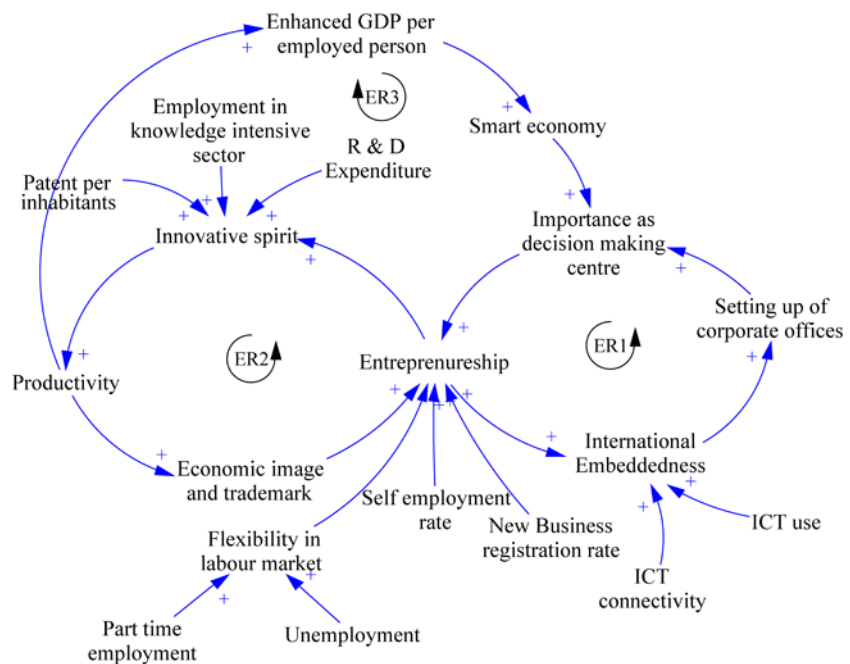 Enhanced GDP per
employed person
+
ER3
Employment in
knowledge intensive
sector
R & D
Expenditure
+
Smart economy
Patent per
inhabitants
+
+
+
+
Innovative spirit
+
Importance as
decision making
centre
+
Setting up of
corporate offices
+
ER2
ER1
+
+
Productivity
Entreprenureship
+
+
+
+
+
+
Economic image
and trademark
+
International
Embeddedness
Self employment
rate
+
+
New Business
registration rate
ICT use
Flexibility in
labour market
+
+
ICT
connectivity
Part time
employment
Unemployment